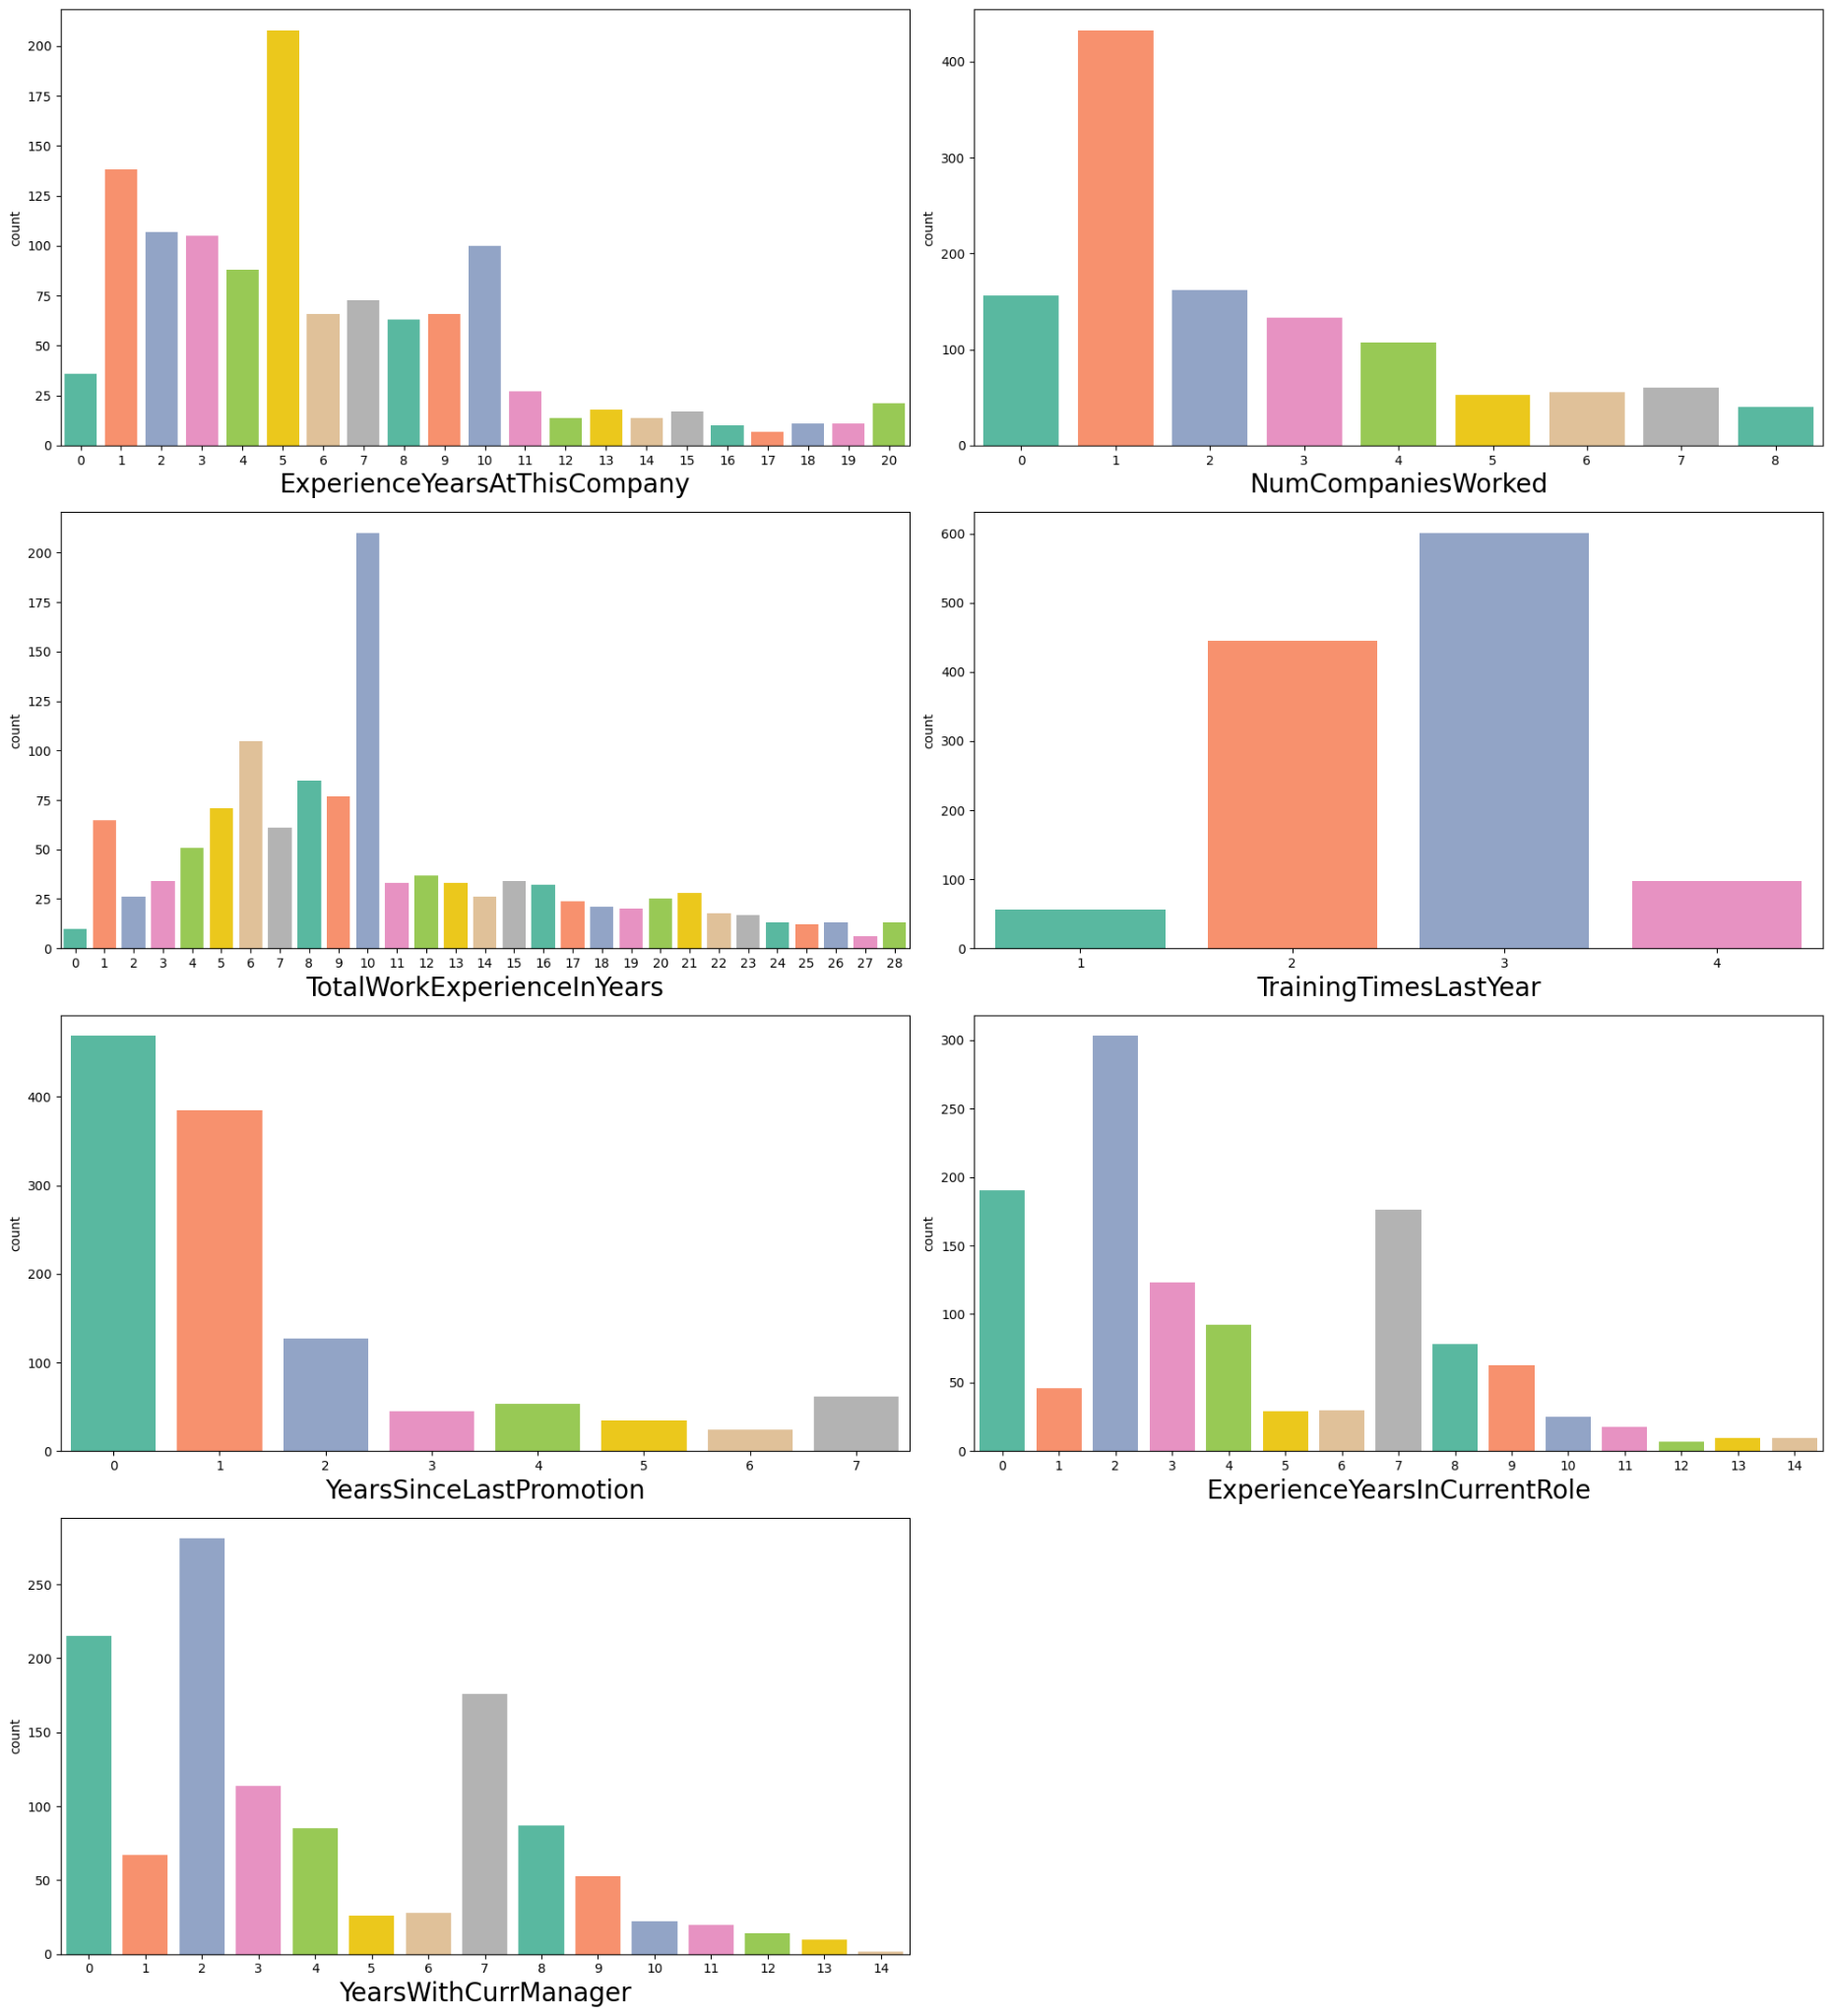 200
175
150
125
100
75
50
25
0
count
0 1 2 3 4 5 6 7 8 9 10 11 12 13 14 15 16 17 18 19 20
ExperienceYearsAtThisCompany
400
300
200
100
0
count
0 1 2 3 4 5 6 7 8
NumCompaniesWorked
200
175
150
125
100
75
50
25
0
count
0 1 2 3 4 5 6 7 8 9 10 11 12 13 14 15 16 17 18 19 20 21 22 23 24 25 26 27 28
TotalWorkExperienceInYears
600
500
400
300
200
100
0
count
1 2 3 4
TrainingTimesLastYear
400
300
200
100
0
count
0 1 2 3 4 5 6 7
YearsSinceLastPromotion
300
250
200
150
100
50
0
count
0 1 2 3 4 5 6 7 8 9 10 11 12 13 14
ExperienceYearsInCurrentRole
250
200
150
100
50
0
count
0 1 2 3 4 5 6 7 8 9 10 11 12 13 14
YearsWithCurrManager